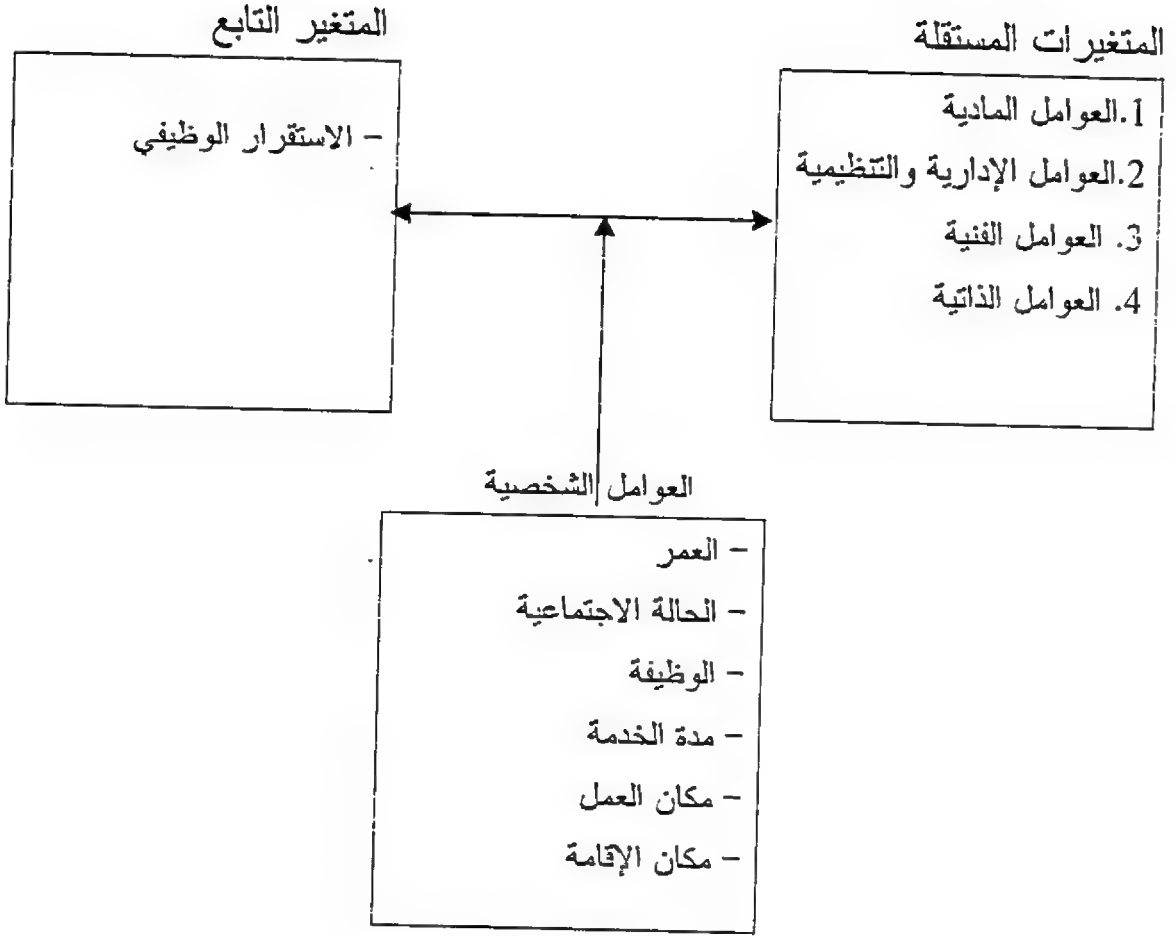 المتغيرات المستقلة
1.العوامل المادية
2.العوامل الإدارية والتنظيمية
3. العوامل الفنية
4. العوامل الذاتية
المتغير التابع
- الاستقرار الوظيفي
العوامل الشخصية
- العمر
- الحالة الاجتماعية
- الوظيفة
- مدة الخدمة
- مكان العمل
- مكان الإقامة